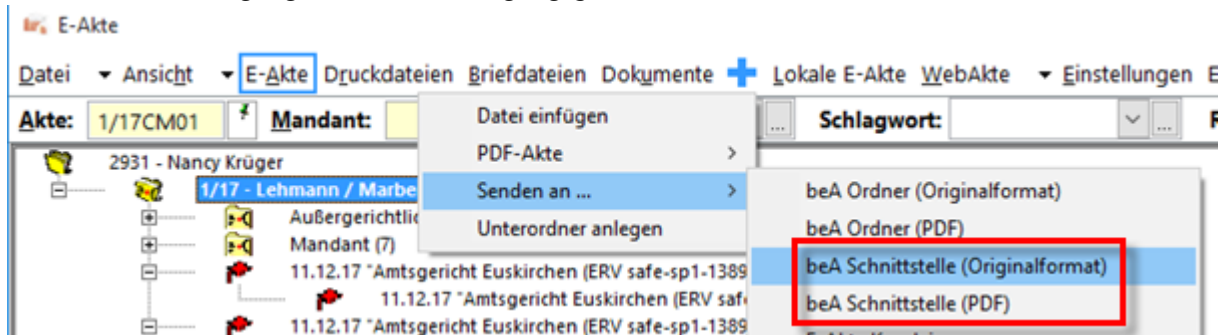 E-Akte
Datei Ansicht E-Akte Druckdateien Briefdateien Dokumente Lokale E-Akte WebAkte Einstellungen
Akte: 1/17CM01 Mandant: ... Schlagwort: ...
Datei einfügen
PDF-Akte
Senden an ...
Unterordner anlegen
beA Ordner (Originalformat)
beA Ordner (PDF)
beA Schnittstelle (Originalformat)
beA Schnittstelle (PDF)
2931 - Nancy Krüger
1/17 - Lehmann / Marbe
Außergerichtlic
Mandant (7)
11.12.17 "Amtsgericht Euskirchen (ERV safe-sp1-1389
11.12.17 "Amtsgericht Euskirchen (ERV safe
11.12.17 "Amtsgericht Euskirchen (ERV safe-sp1-1389